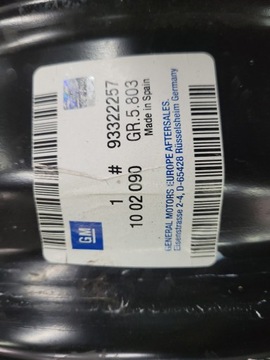 1 # 93322257
10 02 090 GR.5.803
Made in Spain
GM
GENERAL MOTORS EUROPE AFTERSALES,
Eisenstrasse 2-4, D-65428 Rüsselsheim Germany